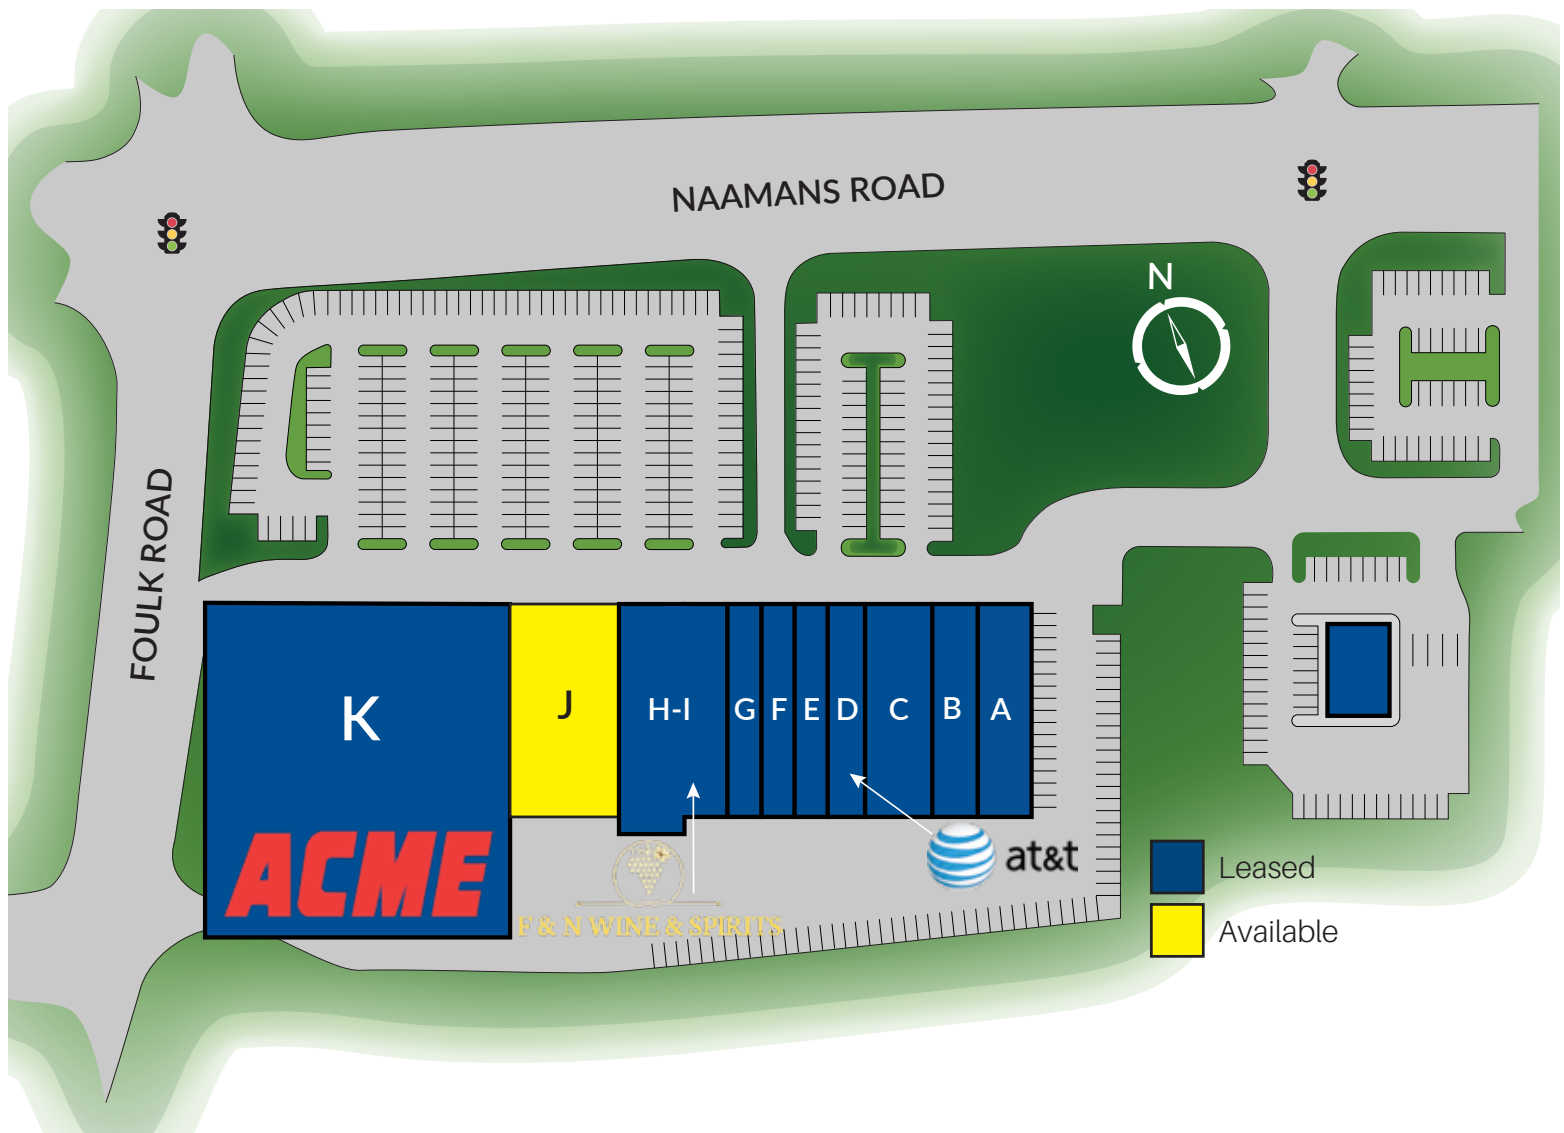 NAAMANS ROAD
N
FOULK ROAD
K
J
H-I
G
F
E
D
C
B
A
ACME
at&t
F & N WINE & SPIRITS
Leased
Available